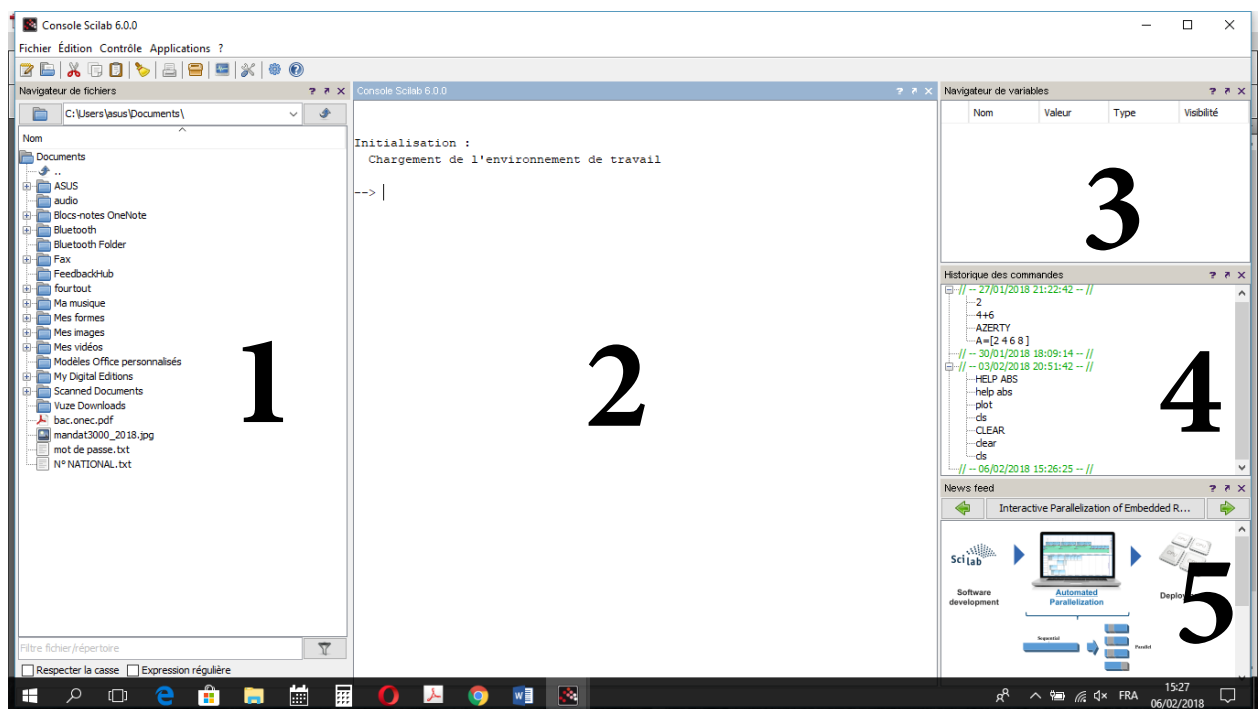 Console Scilab 6.0.0
Fichier Édition Contrôle Applications ?
Navigateur de fichiers
C:\Users\asus\Documents\
Nom
Documents
..
ASUS
audio
Blocs-notes OneNote
Bluetooth
Bluetooth Folder
Fax
FeedbackHub
fourtout
Ma musique
Mes formes
Mes images
Mes vidéos
Modèles Office personnalisés
My Digital Editions
Scanned Documents
Vuze Downloads
bac.onec.pdf
mandat3000_2018.jpg
mot de passe.txt
N° NATIONAL.txt
1
Filtre fichier/répertoire
Respecter la casse Expression régulière
Console Scilab 6.0.0
Initialisation :
Chargement de l'environnement de travail
-->
2
Navigateur de variables
Nom Valeur Type Visibilité
3
Historique des commandes
// -- 27/01/2018 21:22:42 -- //
2
4+6
AZERTY
A=[2 4 6 8 ]
// -- 30/01/2018 18:09:14 -- //
// -- 03/02/2018 20:51:42 -- //
HELP ABS
help abs
plot
cls
CLEAR
clear
cls
// -- 06/02/2018 15:26:25 -- //
4
News feed
Interactive Parallelization of Embedded R...
Scilab
Software
development
Automated
Parallelization
Sequential
Parallel
5
FRA
15:27
06/02/2018